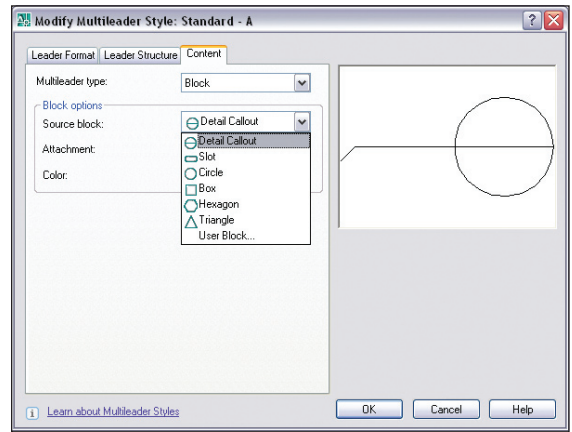 Modify Multileader Style: Standard - A
Leader Format Leader Structure Content
Multileader type: Block
Block options
Source block: Detail Callout
Attachment:
Color:
Detail Callout
Slot
Circle
Box
Hexagon
Triangle
User Block...
Learn about Multileader Styles
OK Cancel Help